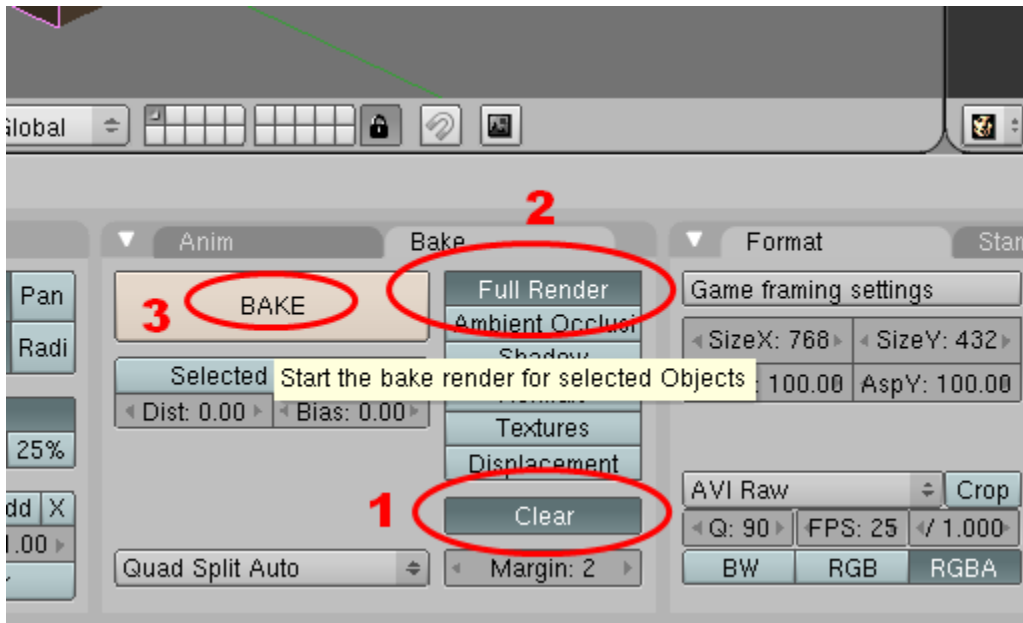 Global
2
Anim
Bake
Format
Star
Pan
Radi
3
BAKE
Full Render
Ambient Occlusi
Shadow
Normals
Textures
Displacement
Selected
Start the bake render for selected Objects
Dist: 0.00
Bias: 0.00
1
Clear
Quad Split Auto
Margin: 2
Game framing settings
SizeX: 768
SizeY: 432
: 100.00
AspY: 100.00
25%
dd
X
1.00
AVI Raw
Crop
Q: 90
FPS: 25
/ 1.000
BW
RGB
RGBA